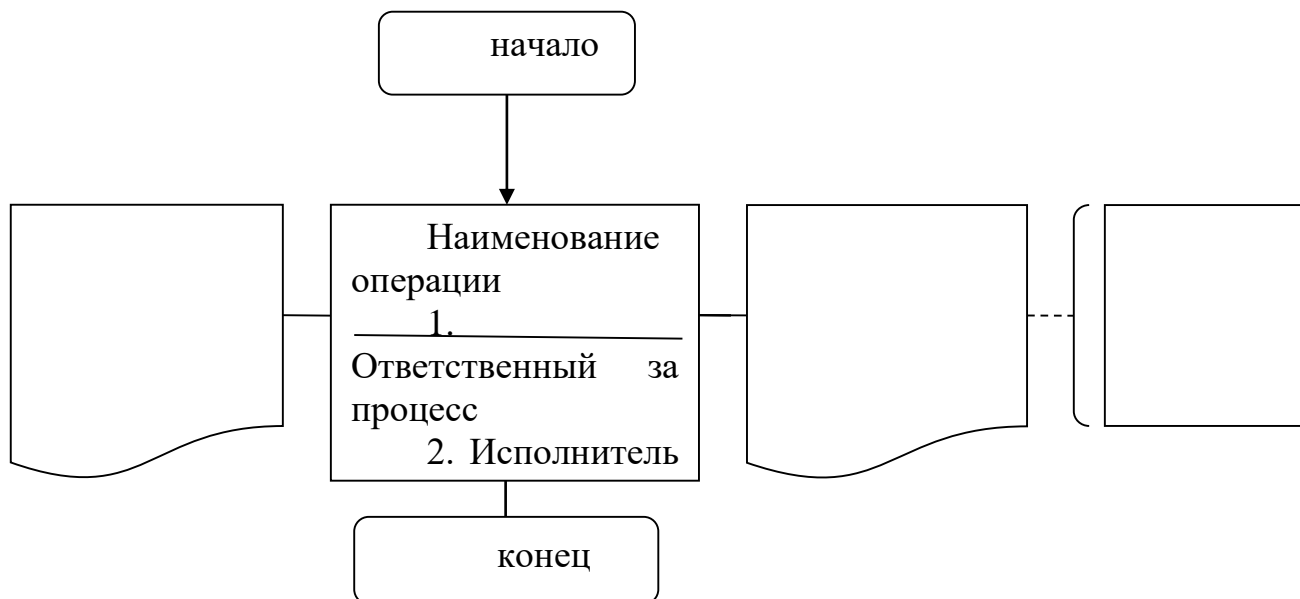 начало
Наименование
операции
1.
Ответственный за
процесс
2. Исполнитель
конец